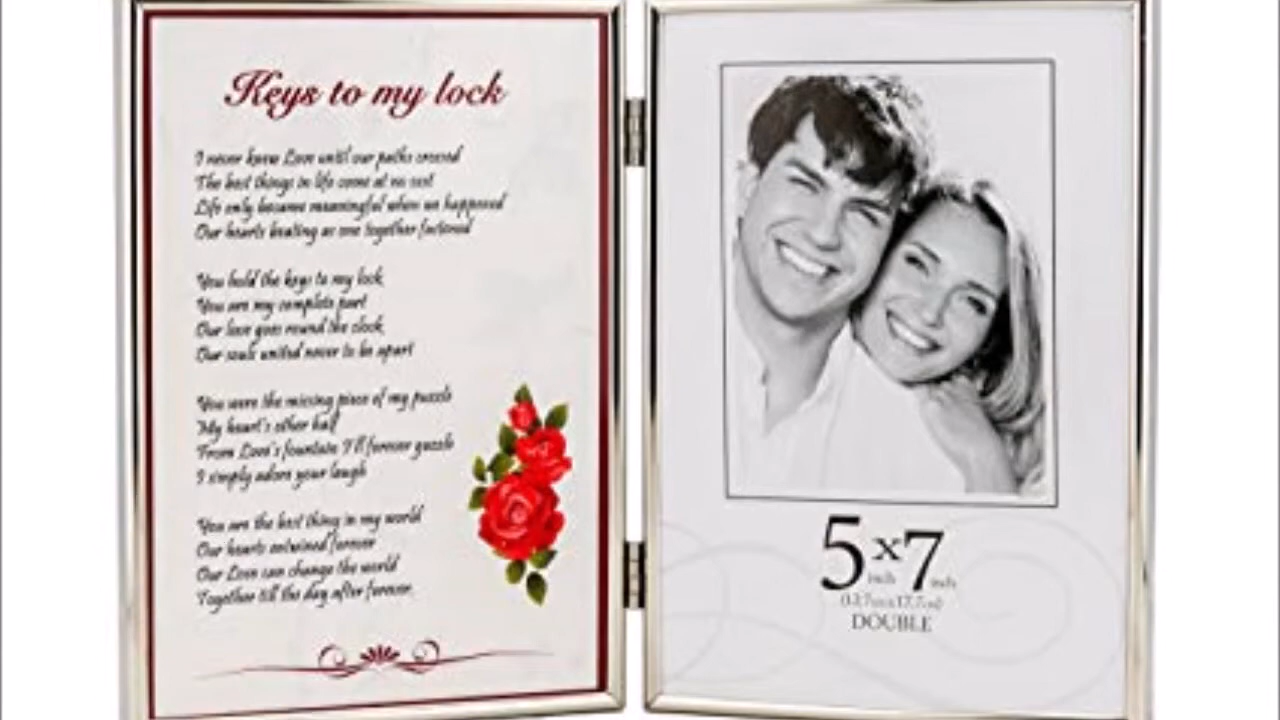 Keys to my lock
I never knew Love until our paths crossed
The best things in life come at no cost
Life only became meaningful when we happened
Our hearts beating as one together fastened
You hold the keys to my lock
You are my complete part
Our love goes round the clock
Our souls united never to be apart
You were the missing piece of my puzzle
My heart's other half
From Love's fountain I'll forever guzzle
I simply adore your laugh
You are the best thing in my world
Our hearts entwined forever
Our Love can change the world
Together till the day after forever.
5 x 7
inch inch
DOUBLE